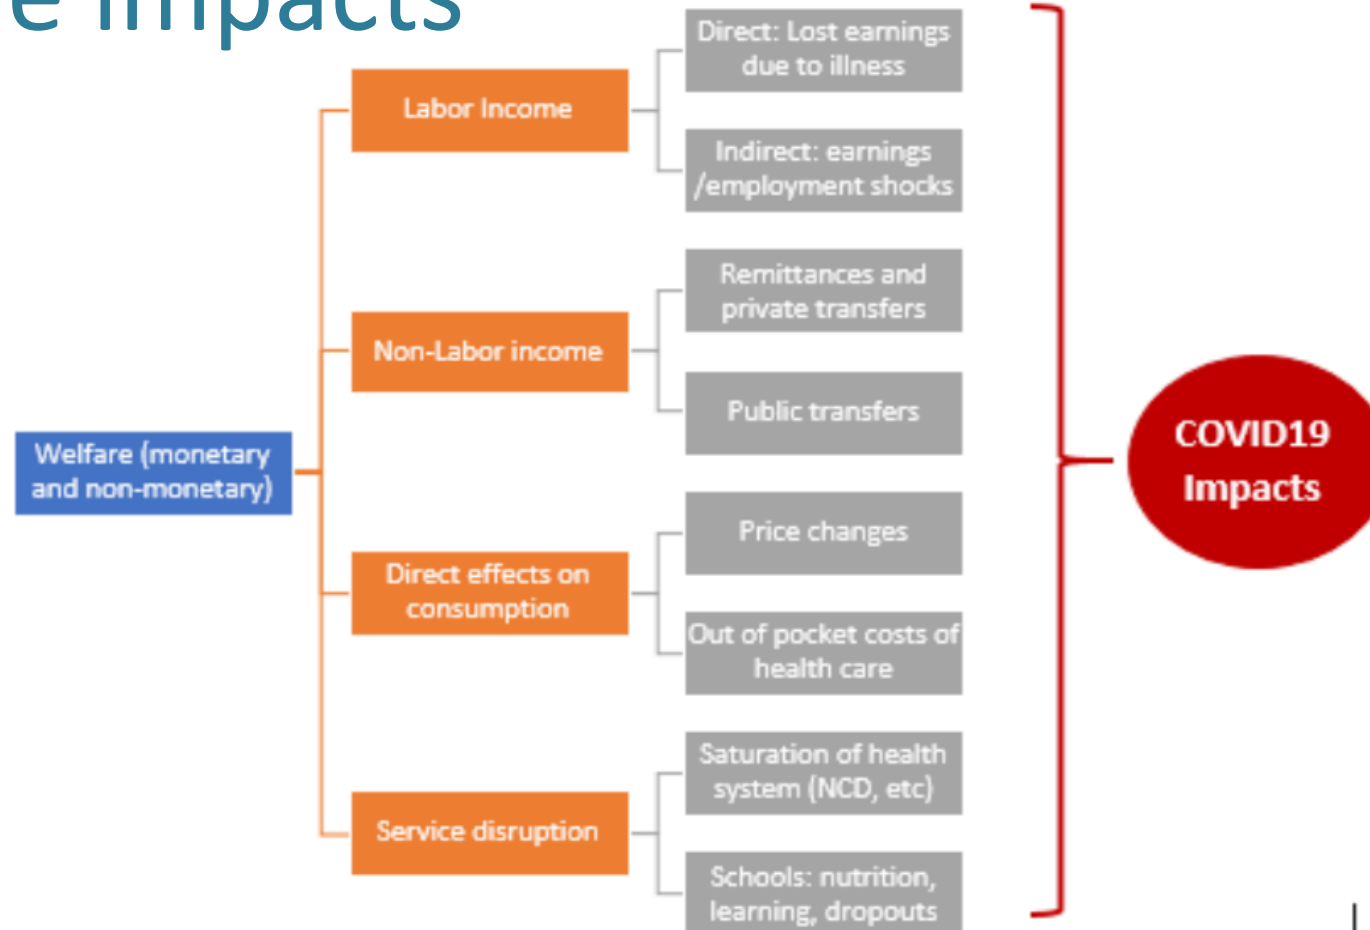 e impacts
Direct: Lost earnings
due to illness
Labor Income
Indirect: earnings
/employment shocks
Remittances and
private transfers
Non-Labor income
Public transfers
COVID19
Impacts
Welfare (monetary
and non-monetary)
Price changes
Direct effects on
consumption
Out of pocket costs of
health care
Saturation of health
system (NCD, etc)
Service disruption
Schools: nutrition,
learning, dropouts